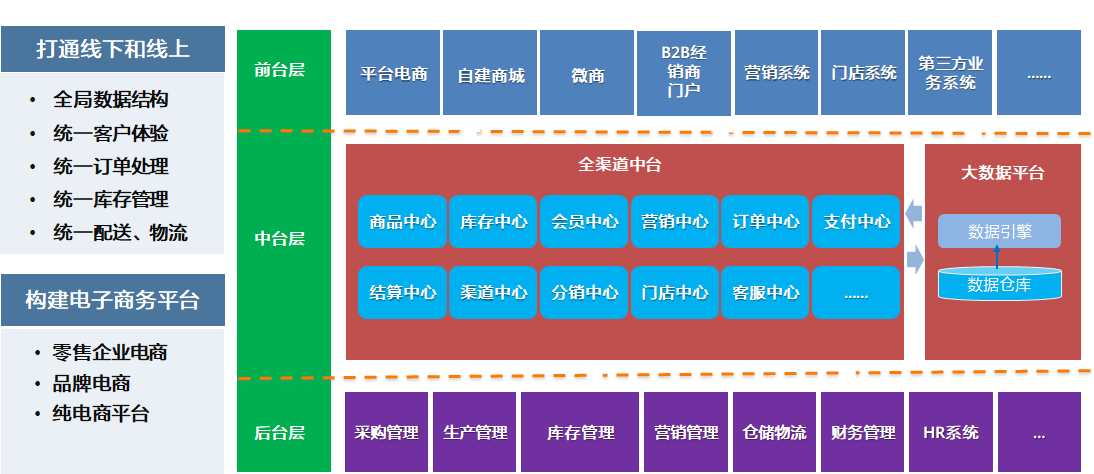 打通线下和线上
• 全局数据结构
• 统一客户体验
• 统一订单处理
• 统一库存管理
• 统一配送、物流
构建电子商务平台
• 零售企业电商
• 品牌电商
• 纯电商平台
前台层
平台电商
自建商城
微商
B2B经
销商
门户
营销系统
门店系统
第三方业
务系统
......
中台层
全渠道中台
商品中心
库存中心
会员中心
营销中心
订单中心
支付中心
结算中心
渠道中心
分销中心
门店中心
客服中心
......
大数据平台
数据引擎
数据仓库
后台层
采购管理
生产管理
库存管理
营销管理
仓储物流
财务管理
HR系统
...